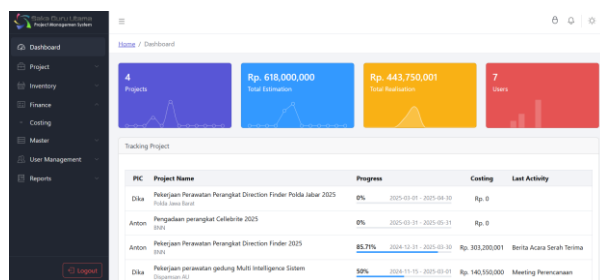 Saka Guru Utama
Project Management System
Dashboard
Project
Inventory
Finance
Costing
Master
User Management
Reports
Logout
Home / Dashboard
4
Projects
Rp. 618,000,000
Total Estimation
Rp. 443,750,001
Total Realisation
7
Users
Tracking Project
PIC Project Name Progress Costing Last Activity
Dika Pekerjaan Perawatan Perangkat Direction Finder Polda Jabar 2025 0% 2025-03-01 - 2025-04-30 Rp. 0
Polda Jawa Barat
Anton Pengadaan perangkat Cellebrite 2025 0% 2025-03-31 - 2025-05-31 Rp. 0
BNN
Anton Pekerjaan Perawatan Perangkat Direction Finder 2025 85.71% 2024-12-31 - 2025-03-30 Rp. 303,200,001 Berita Acara Serah Terima
BNN
Dika Pekerjaan perawatan gedung Multi Intelligence Sistem 50% 2024-11-15 - 2025-03-01 Rp. 140,550,000 Meeting Perencanaan
Dispamsan AU